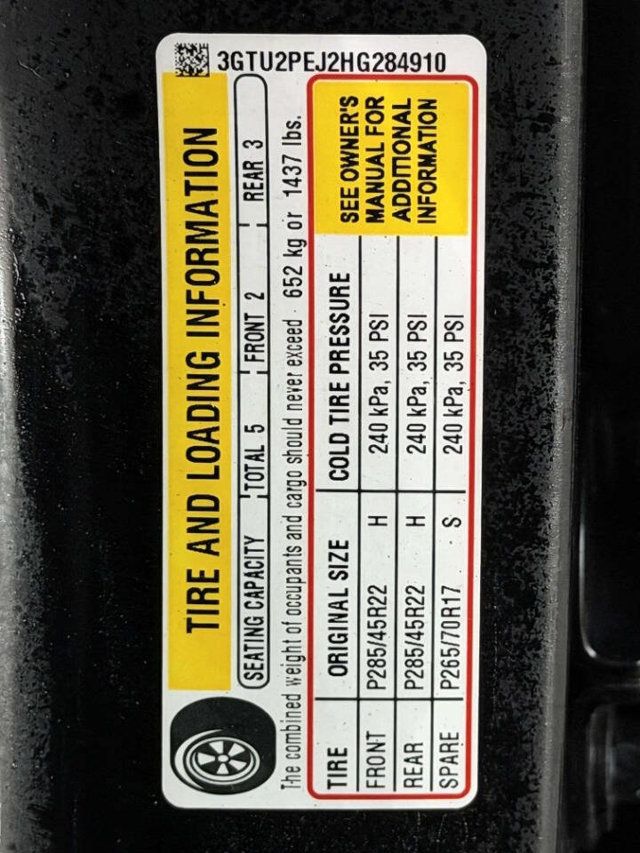 3GTU2PEJ2HG284910
TIRE AND LOADING INFORMATION
SEATING CAPACITY TOTAL 5 FRONT 2 REAR 3
The combined weight of occupants and cargo should never exceed 652 kg or 1437 lbs.
TIRE ORIGINAL SIZE COLD TIRE PRESSURE
FRONT P285/45R22 H 240 kPa, 35 PSI
REAR P285/45R22 H 240 kPa, 35 PSI
SPARE P265/70R17 S 240 kPa, 35 PSI
SEE OWNER'S
MANUAL FOR
ADDITIONAL
INFORMATION